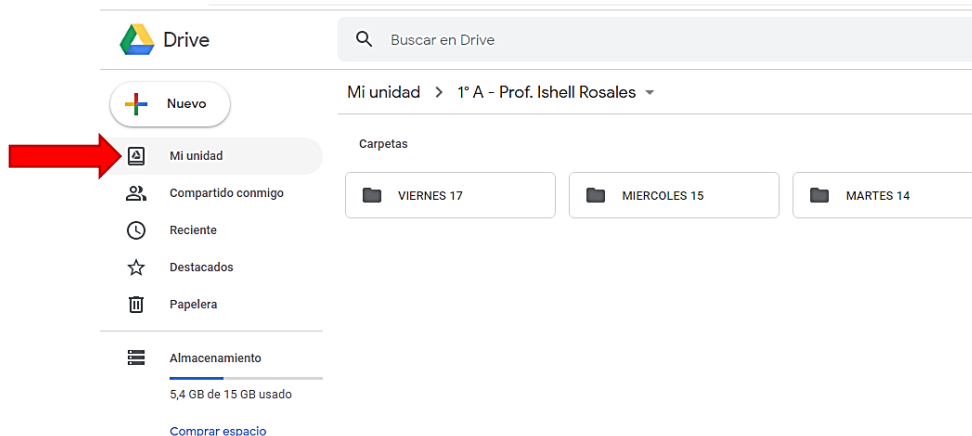 Drive
Buscar en Drive
Nuevo
Mi unidad > 1° A - Prof. Ishell Rosales
Mi unidad
Carpetas
Compartido conmigo
VIERNES 17
MIERCOLES 15
MARTES 14
Reciente
Destacados
Papelera
Almacenamiento
5,4 GB de 15 GB usado
Comprar espacio